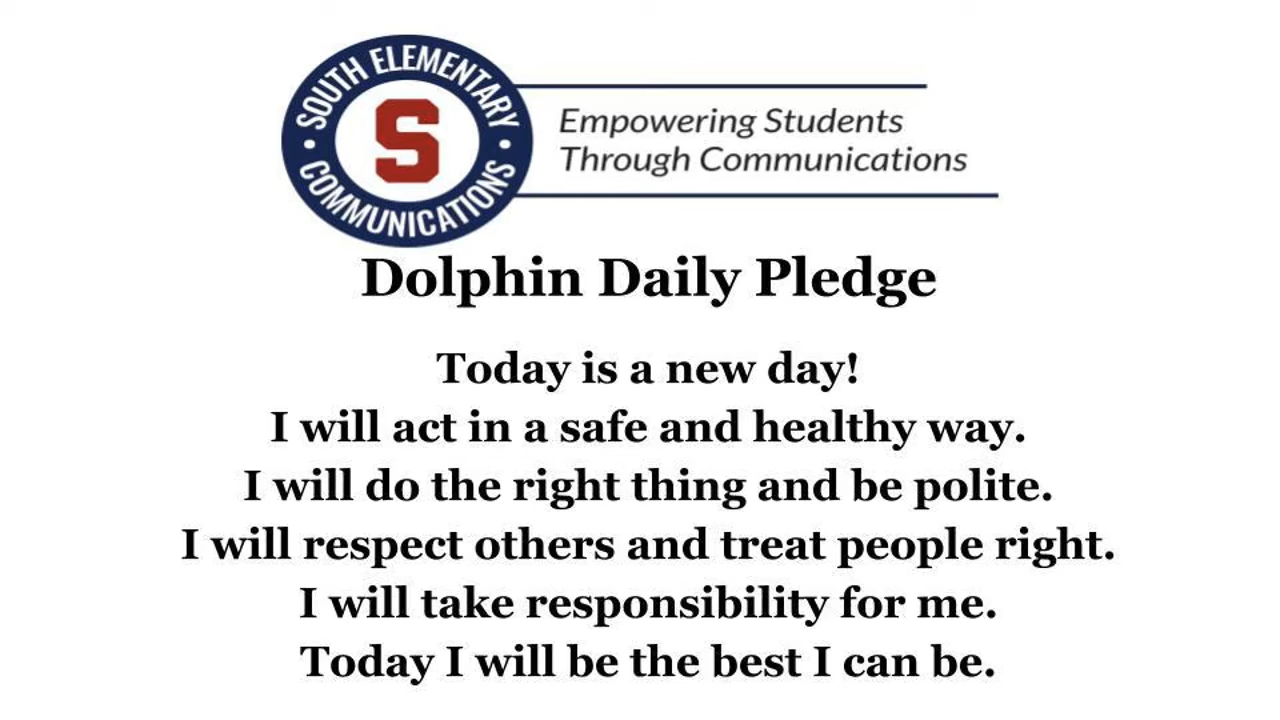 SOUTH ELEMENTARY
S
• COMMUNICATIONS •
Empowering Students
Through Communications
Dolphin Daily Pledge
Today is a new day!
I will act in a safe and healthy way.
I will do the right thing and be polite.
I will respect others and treat people right.
I will take responsibility for me.
Today I will be the best I can be.